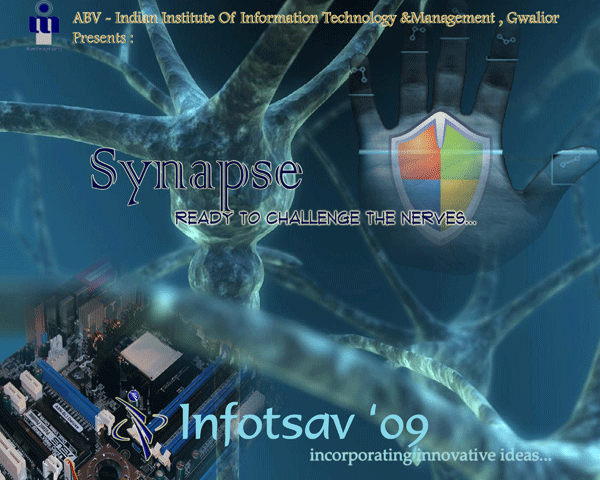 ABV - Indian Institute Of Information Technology &Management , Gwalior
Presents :
Synapse
READY TO CHALLENGE THE NERVES...
Infotsav '09
incorporating innovative ideas...